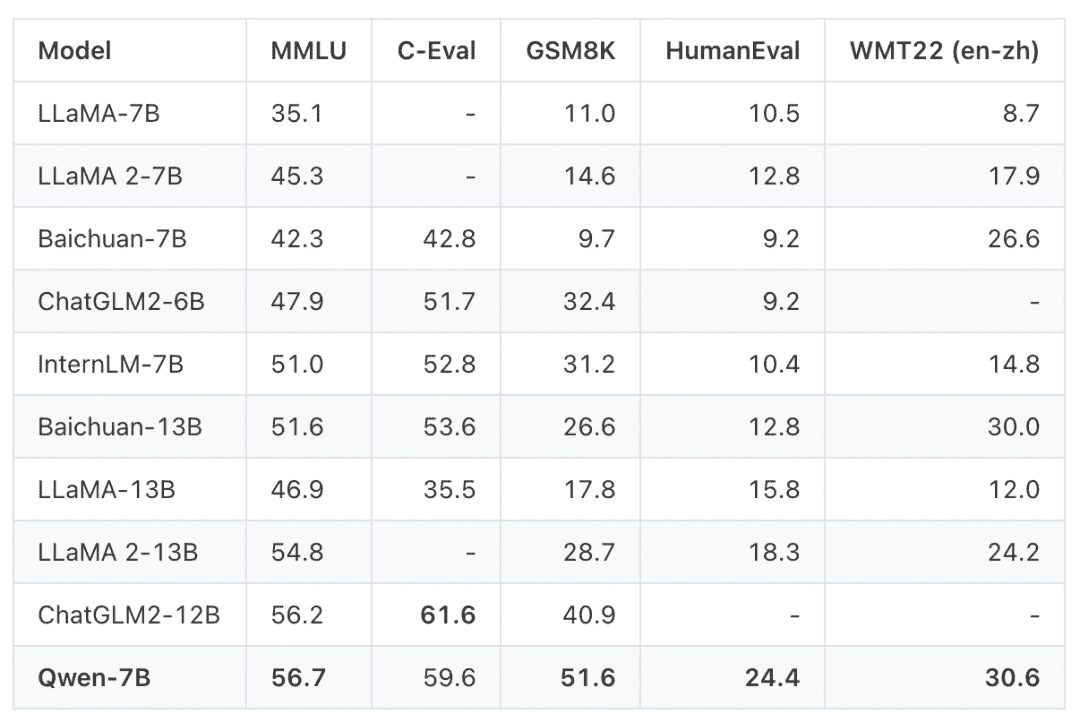 Model MMLU C-Eval GSM8K HumanEval WMT22 (en-zh)
LLaMA-7B 35.1 - 11.0 10.5 8.7
LLaMA 2-7B 45.3 - 14.6 12.8 17.9
Baichuan-7B 42.3 42.8 9.7 9.2 26.6
ChatGLM2-6B 47.9 51.7 32.4 9.2 -
InternLM-7B 51.0 52.8 31.2 10.4 14.8
Baichuan-13B 51.6 53.6 26.6 12.8 30.0
LLaMA-13B 46.9 35.5 17.8 15.8 12.0
LLaMA 2-13B 54.8 - 28.7 18.3 24.2
ChatGLM2-12B 56.2 61.6 40.9 - -
Qwen-7B 56.7 59.6 51.6 24.4 30.6